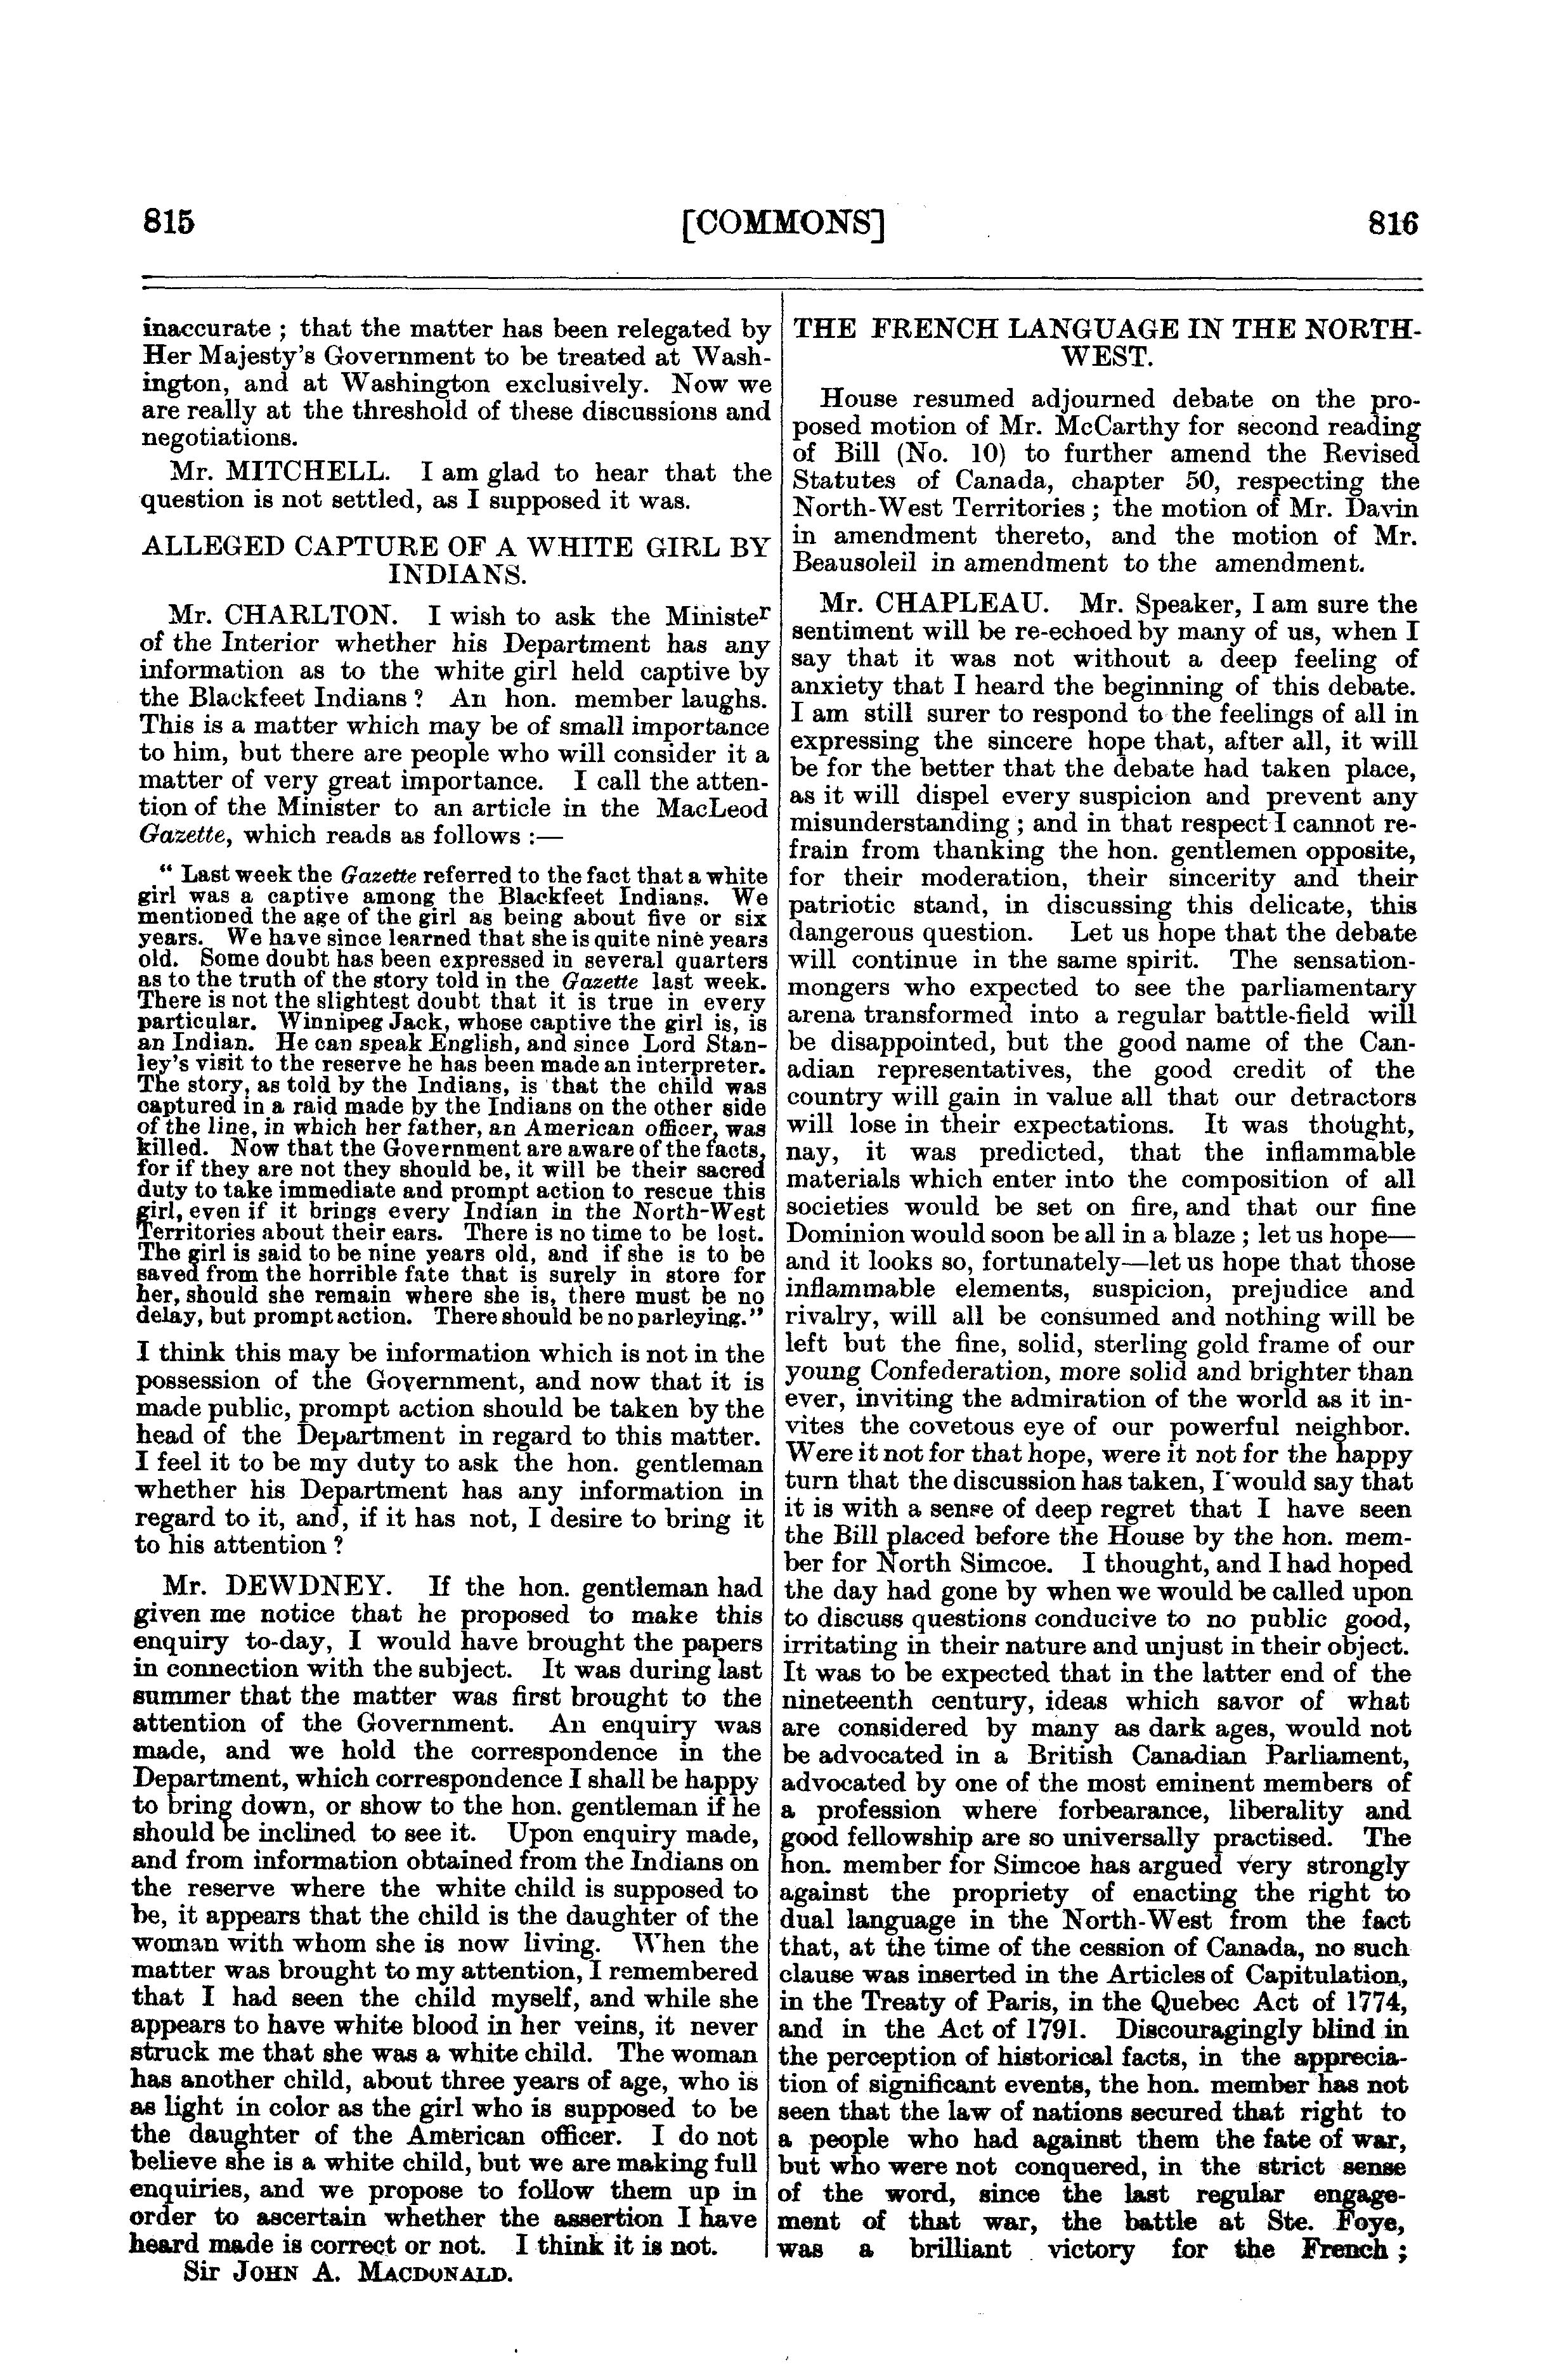 815
[COMMONS]
816
inaccurate ; that the matter has been relegated by
Her Majesty's Government to be treated at Wash-
ington, and at Washington exclusively. Now we
are really at the threshold of these discussions and
negotiations.
Mr. MITCHELL. I am glad to hear that the
question is not settled, as I supposed it was.
ALLEGED CAPTURE OF A WHITE GIRL BY
INDIANS.
Mr. CHARLTON. I wish to ask the Minister
of the Interior whether his Department has any
information as to the white girl held captive by
the Blackfeet Indians ? An hon. member laughs.
This is a matter which may be of small importance
to him, but there are people who will consider it a
matter of very great importance. I call the atten-
tion of the Minister to an article in the MacLeod
Gazette, which reads as follows :—
" Last week the Gazette referred to the fact that a white
girl was a captive among the Blackfeet Indians. We
mentioned the age of the girl as being about five or six
years. We have since learned that she is quite nine years
old. Some doubt has been expressed in several quarters
as to the truth of the story told in the Gazette last week.
There is not the slightest doubt that it is true in every
particular. Winnipeg Jack, whose captive the girl is, is
an Indian. He can speak English, and since Lord Stan-
ley's visit to the reserve he has been made an interpreter.
The story, as told by the Indians, is that the child was
captured in a raid made by the Indians on the other side
of the line, in which her father, an American officer, was
killed. Now that the Government are aware of the facts,
for if they are not they should be, it will be their sacred
duty to take immediate and prompt action to rescue this
girl, even if it brings every Indian in the North-West
Territories about their ears. There is no time to be lost.
The girl is said to be nine years old, and if she is to be
saved from the horrible fate that is surely in store for
her, should she remain where she is, there must be no
delay, but prompt action. There should be no parleying."
I think this may be information which is not in the
possession of the Government, and now that it is
made public, prompt action should be taken by the
head of the Department in regard to this matter.
I feel it to be my duty to ask the hon. gentleman
whether his Department has any information in
regard to it, and, if it has not, I desire to bring it
to his attention ?
Mr. DEWDNEY. If the hon. gentleman had
given me notice that he proposed to make this
enquiry to-day, I would have brought the papers
in connection with the subject. It was during last
summer that the matter was first brought to the
attention of the Government. An enquiry was
made, and we hold the correspondence in the
Department, which correspondence I shall be happy
to bring down, or show to the hon. gentleman if he
should be inclined to see it. Upon enquiry made,
and from information obtained from the Indians on
the reserve where the white child is supposed to
be, it appears that the child is the daughter of the
woman with whom she is now living. When the
matter was brought to my attention, I remembered
that I had seen the child myself, and while she
appears to have white blood in her veins, it never
struck me that she was a white child. The woman
has another child, about three years of age, who is
as light in color as the girl who is supposed to be
the daughter of the American officer. I do not
believe she is a white child, but we are making full
enquiries, and we propose to follow them up in
order to ascertain whether the assertion I have
heard made is correct or not. I think it is not.
Sir JOHN A. MACDONALD.
THE FRENCH LANGUAGE IN THE NORTH-
WEST.
House resumed adjourned debate on the pro-
posed motion of Mr. McCarthy for second reading
of Bill (No. 10) to further amend the Revised
Statutes of Canada, chapter 50, respecting the
North-West Territories ; the motion of Mr. Davin
in amendment thereto, and the motion of Mr.
Beausoleil in amendment to the amendment.
Mr. CHAPLEAU. Mr. Speaker, I am sure the
sentiment will be re-echoed by many of us, when I
say that it was not without a deep feeling of
anxiety that I heard the beginning of this debate.
I am still surer to respond to the feelings of all in
expressing the sincere hope that, after all, it will
be for the better that the debate had taken place,
as it will dispel every suspicion and prevent any
misunderstanding ; and in that respect I cannot re-
frain from thanking the hon. gentlemen opposite,
for their moderation, their sincerity and their
patriotic stand, in discussing this delicate, this
dangerous question. Let us hope that the debate
will continue in the same spirit. The sensation-
mongers who expected to see the parliamentary
arena transformed into a regular battle-field will
be disappointed, but the good name of the Can-
adian representatives, the good credit of the
country will gain in value all that our detractors
will lose in their expectations. It was thought,
nay, it was predicted, that the inflammable
materials which enter into the composition of all
societies would be set on fire, and that our fine
Dominion would soon be all in a blaze ; let us hope—
and it looks so, fortunately—let us hope that those
inflammable elements, suspicion, prejudice and
rivalry, will all be consumed and nothing will be
left but the fine, solid, sterling gold frame of our
young Confederation, more solid and brighter than
ever, inviting the admiration of the world as it in-
vites the covetous eye of our powerful neighbor.
Were it not for that hope, were it not for the happy
turn that the discussion has taken, I would say that
it is with a sense of deep regret that I have seen
the Bill placed before the House by the hon. mem-
ber for North Simcoe. I thought, and I had hoped
the day had gone by when we would be called upon
to discuss questions conducive to no public good,
irritating in their nature and unjust in their object.
It was to be expected that in the latter end of the
nineteenth century, ideas which savor of what
are considered by many as dark ages, would not
be advocated in a British Canadian Parliament,
advocated by one of the most eminent members of
a profession where forbearance, liberality and
good fellowship are so universally practised. The
hon. member for Simcoe has argued very strongly
against the propriety of enacting the right to
dual language in the North-West from the fact
that, at the time of the cession of Canada, no such
clause was inserted in the Articles of Capitulation,
in the Treaty of Paris, in the Quebec Act of 1774,
and in the Act of 1791. Discouragingly blind in
the perception of historical facts, in the apprecia-
tion of significant events, the hon. member has not
seen that the law of nations secured that right to
a people who had against them the fate of war,
but who were not conquered, in the strict sense
of the word, since the last regular engage-
ment of that war, the battle at Ste. Foye,
was a brilliant victory for the French ;